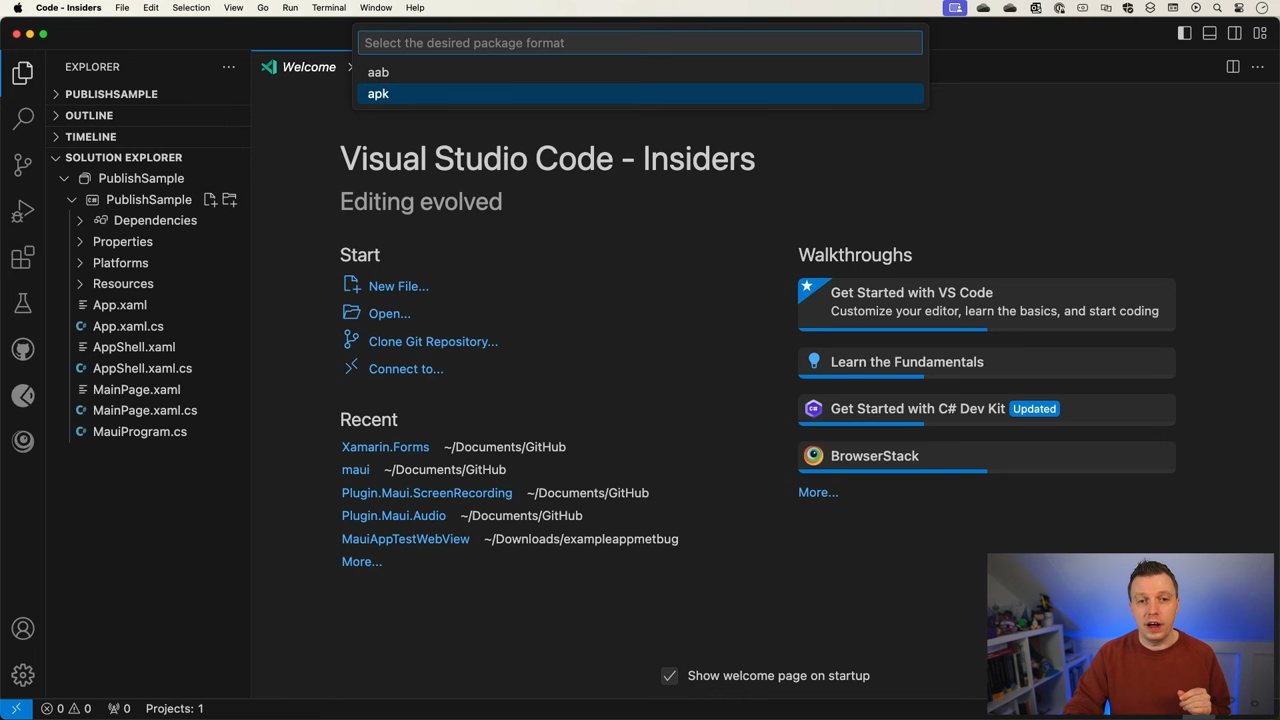 Code - Insiders File Edit Selection View Go Run Terminal Window Help
Select the desired package format
aab
apk
EXPLORER
PUBLISHSAMPLE
OUTLINE
TIMELINE
SOLUTION EXPLORER
PublishSample
PublishSample
Dependencies
Properties
Platforms
Resources
App.xaml
App.xaml.cs
AppShell.xaml
AppShell.xaml.cs
MainPage.xaml
MainPage.xaml.cs
MauiProgram.cs
Welcome
Visual Studio Code - Insiders
Editing evolved
Start
New File...
Open...
Clone Git Repository...
Connect to...
Recent
Xamarin.Forms ~/Documents/GitHub
maui ~/Documents/GitHub
Plugin.Maui.ScreenRecording ~/Documents/GitHub
Plugin.Maui.Audio ~/Documents/GitHub
MauiAppTestWebView ~/Downloads/exampleappmetbug
More...
Walkthroughs
Get Started with VS Code
Customize your editor, learn the basics, and start coding
Learn the Fundamentals
Get Started with C# Dev Kit Updated
BrowserStack
More...
Show welcome page on startup
0 0 0 Projects: 1